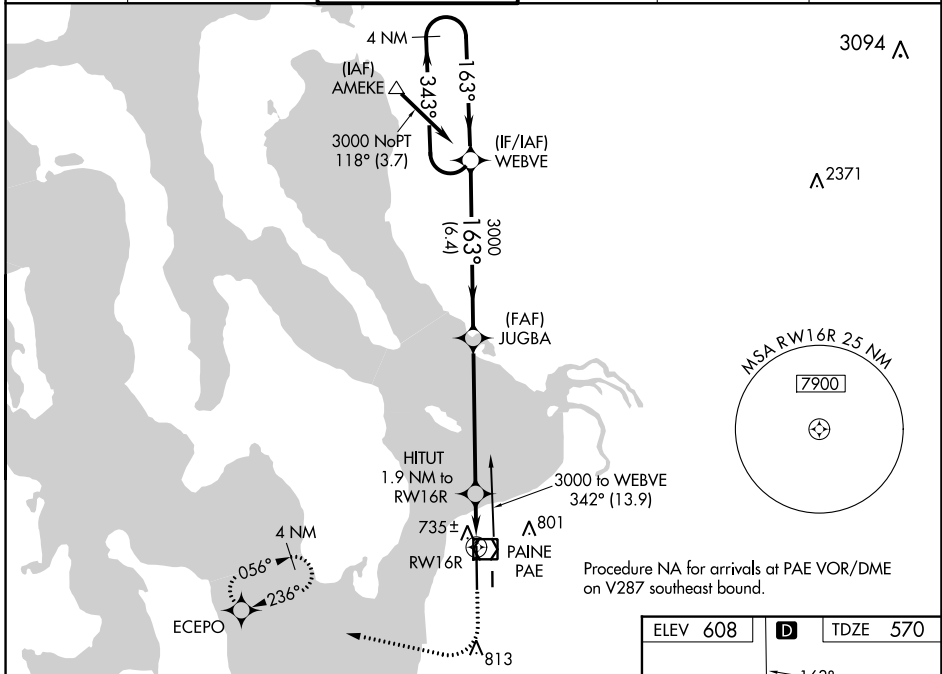 4 NM
3094
(IAF)
AMEKE
343°
163°
3000 NoPT
118° (3.7)
(IF/IAF)
WEBVE
2371
3000
163°
(6.4)
(FAF)
JUGBA
MSA RW16R 25 NM
7900
HITUT
1.9 NM to
RW16R
3000 to WEBVE
342° (13.9)
735±
801
RW16R
PAINE
PAE
4 NM
056°
236°
ECEPO
Procedure NA for arrivals at PAE VOR/DME
on V287 southeast bound.
813
ELEV 608
D
TDZE 570